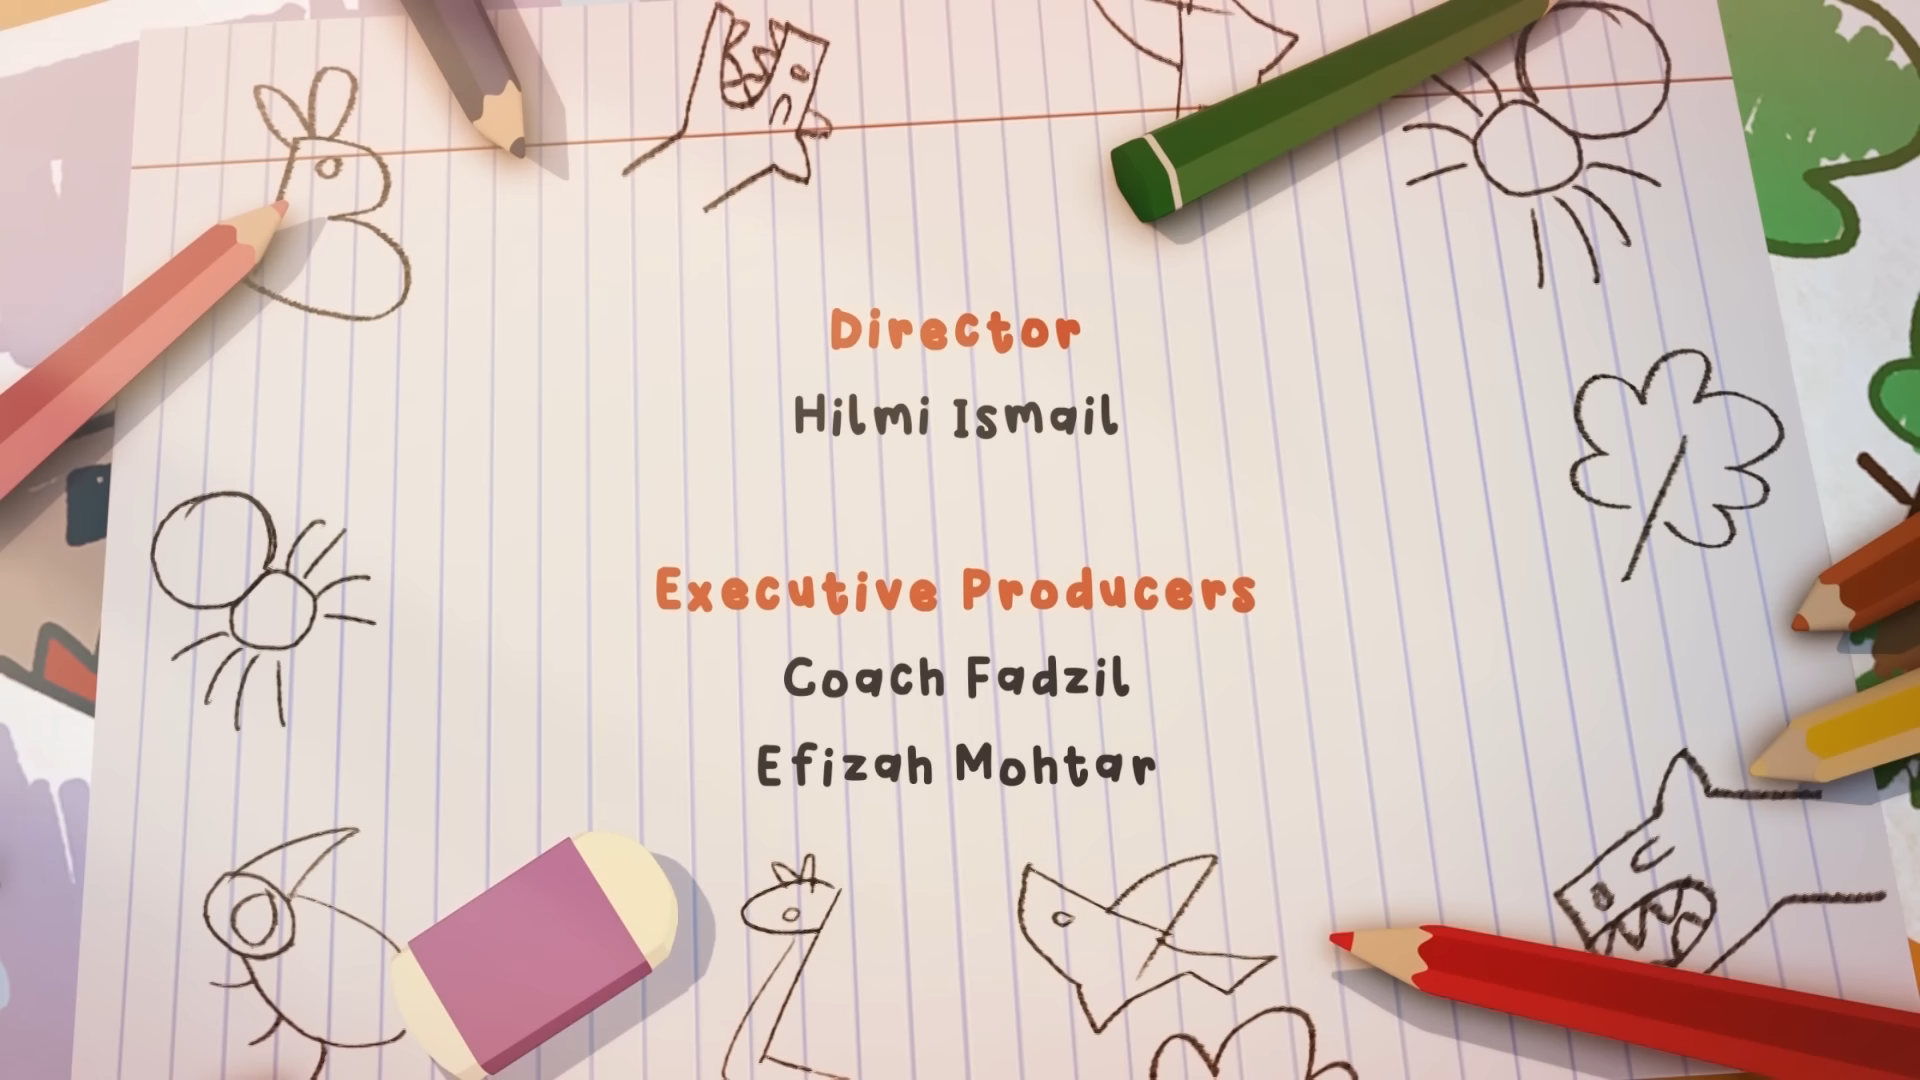 Director
Hilmi Ismail
Executive Producers
Coach Fadzil
Efizah Mohtar